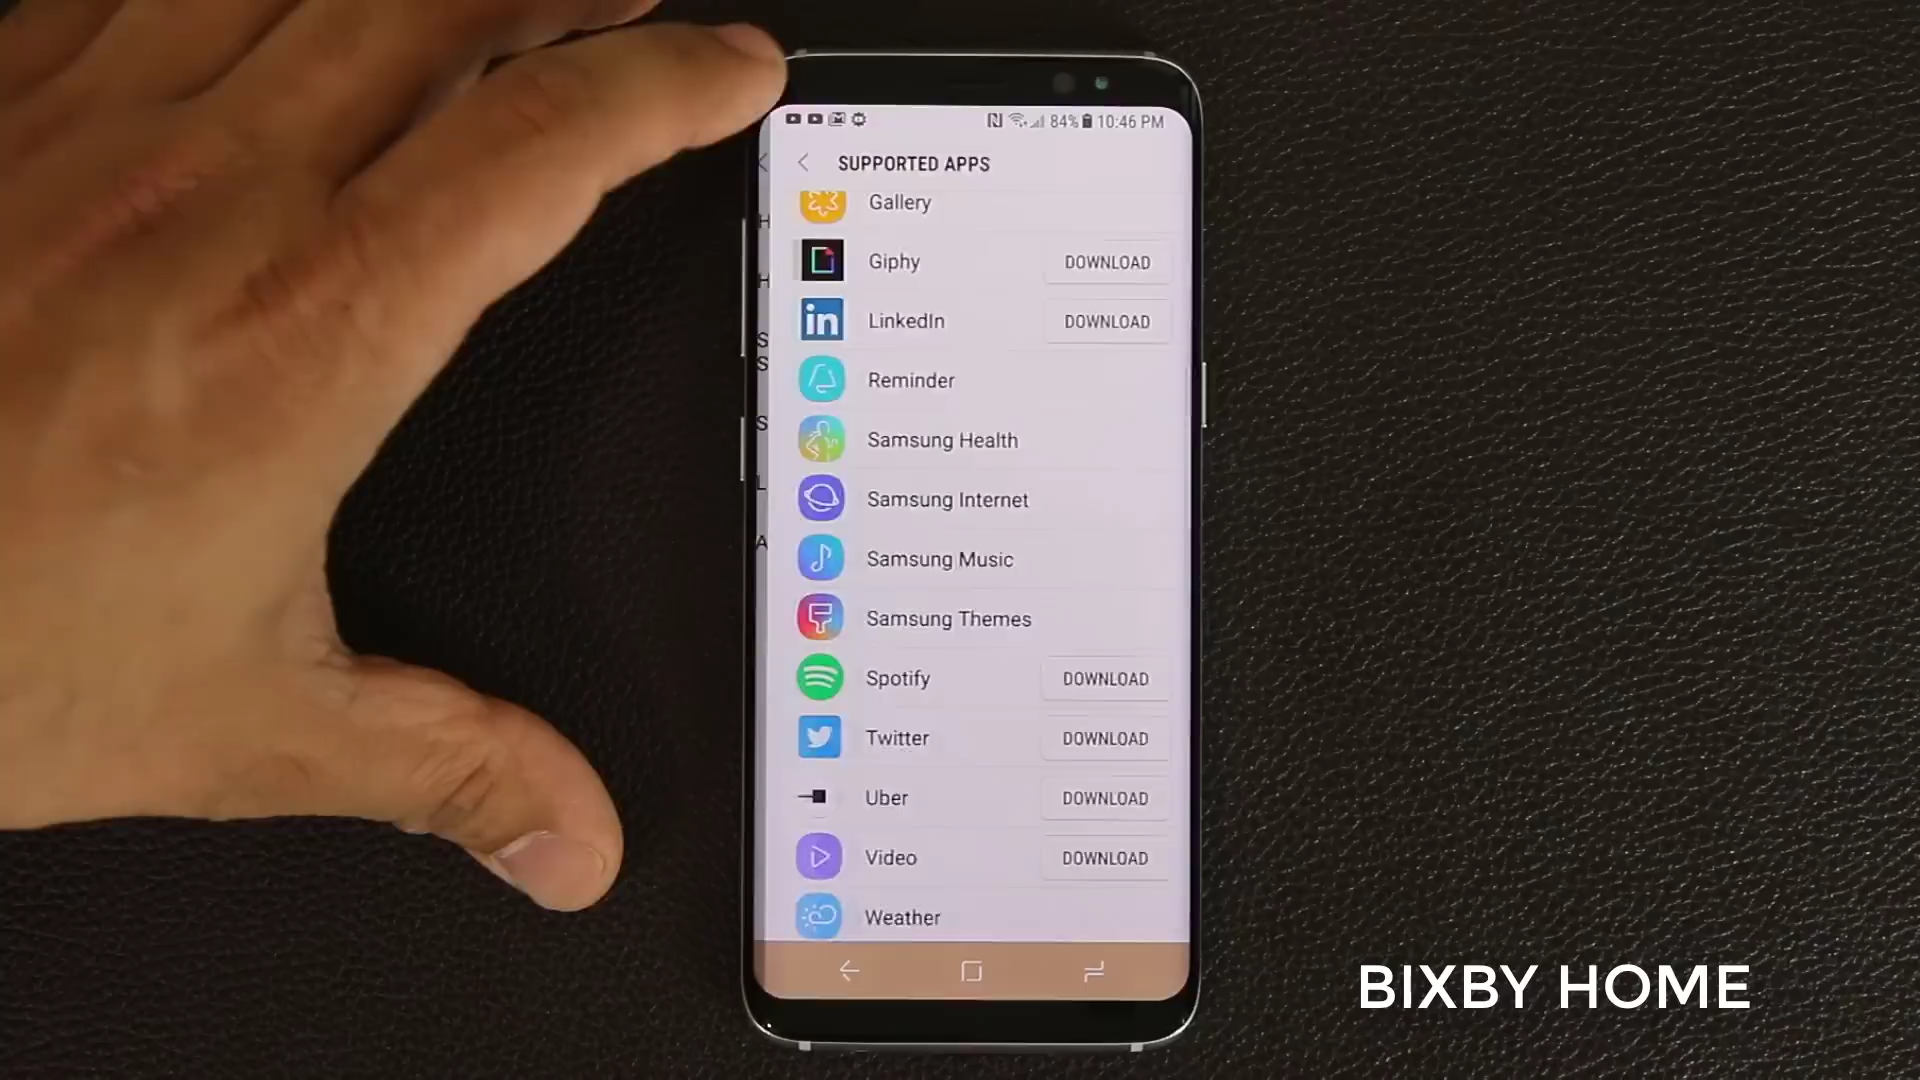 84% 10:46 PM
SUPPORTED APPS
Gallery
Giphy DOWNLOAD
in LinkedIn DOWNLOAD
Reminder
Samsung Health
Samsung Internet
Samsung Music
Samsung Themes
Spotify DOWNLOAD
Twitter DOWNLOAD
Uber DOWNLOAD
Video DOWNLOAD
Weather
H
H
S
S
S
L
A
BIXBY HOME